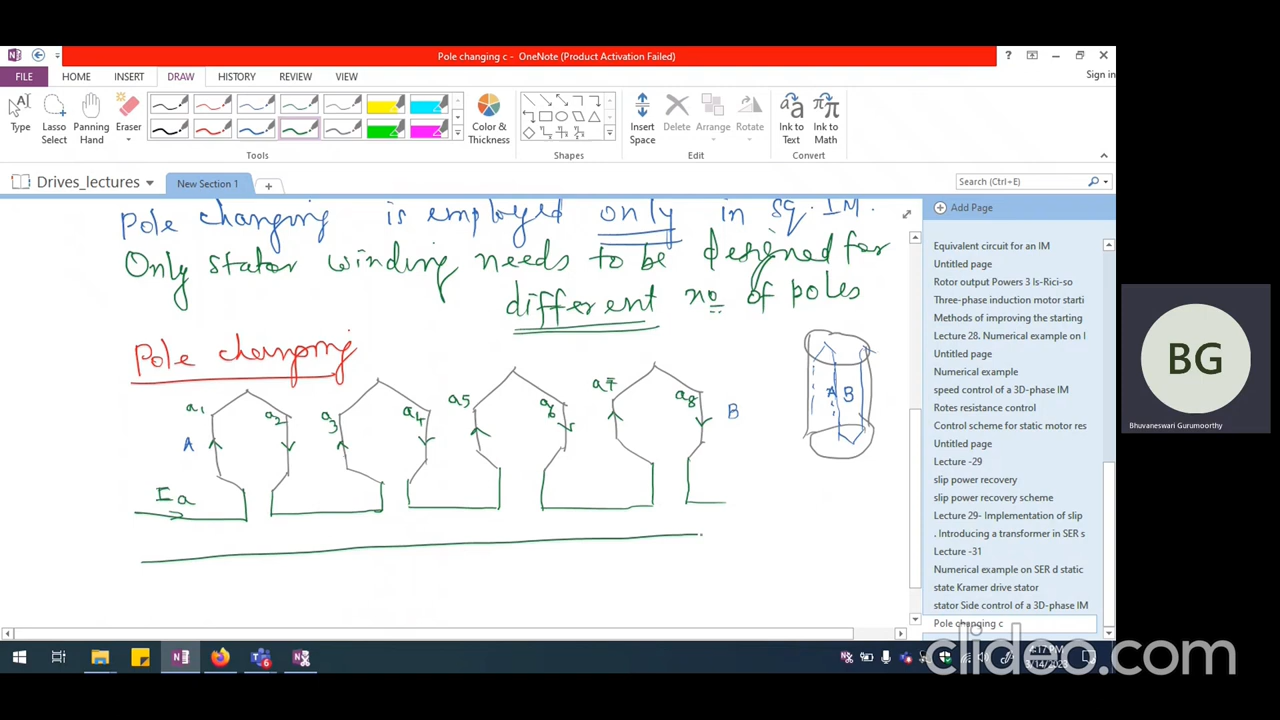 Pole changing c - OneNote (Product Activation Failed)
FILE HOME INSERT DRAW HISTORY REVIEW VIEW
Sign in
Type
Lasso Select
Panning Hand
Eraser
Color & Thickness
Insert Space
Delete
Arrange
Rotate
Ink to Text
Ink to Math
Tools
Shapes
Edit
Convert
Drives_lectures
New Section 1
Search (Ctrl+E)
Pole changing is employed only in sq. IM.
Only stator winding needs to be designed for
different no of poles
Pole changing
a1 a2 a3 a4 a5 a6 a7 a8
A B
Ia
A B
Add Page
Equivalent circuit for an IM
Untitled page
Rotor output Powers 3 Is-Rici-so
Three-phase induction motor starti
Methods of improving the starting
Lecture 28. Numerical example on I
Untitled page
Numerical example
speed control of a 3D-phase IM
Rotes resistance control
Control scheme for static motor res
Untitled page
Lecture -29
slip power recovery
slip power recovery scheme
Lecture 29- Implementation of slip
. Introducing a transformer in SER s
Lecture -31
Numerical example on SER d static
state Kramer drive stator
stator Side control of a 3D-phase IM
Pole changing c
BG
Bhuvaneswari Gurumoorthy
4:17 PM
3/14/2023
clideo.com